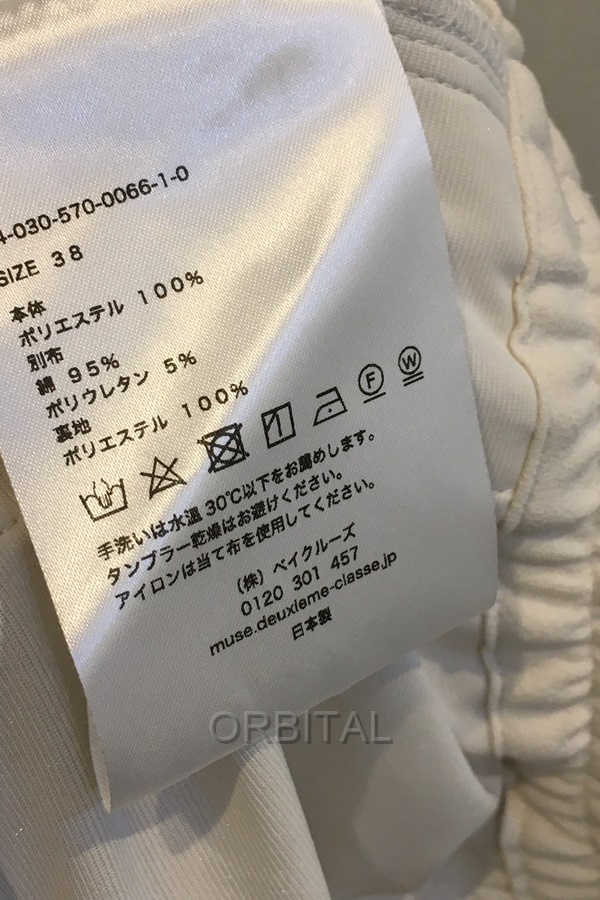 4-030-570-0066-1-0
SIZE 38
本体
ポリエステル 100%
別布
綿 95%
ポリウレタン 5%
裏地
ポリエステル 100%
F W
手洗いは水温 30℃以下をお薦めします。
タンブラー乾燥はお避けください。
アイロンは当て布を使用してください。
(株) ベイクルーズ
0120 301 457
muse.deuxieme-classe.jp
日本製
ORBITAL